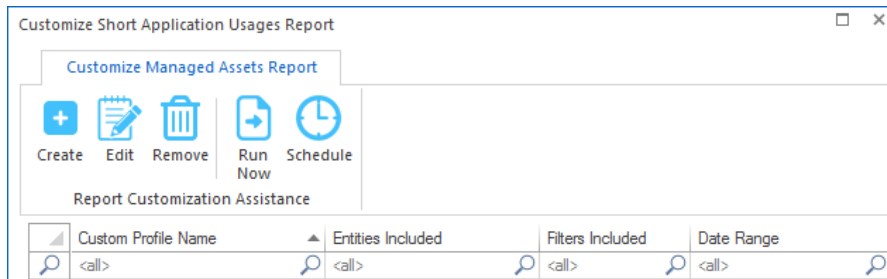 Customize Short Application Usages Report
Customize Managed Assets Report
Create Edit Remove Run Now Schedule
Report Customization Assistance
Custom Profile Name Entities Included Filters Included Date Range
<all> <all> <all> <all>